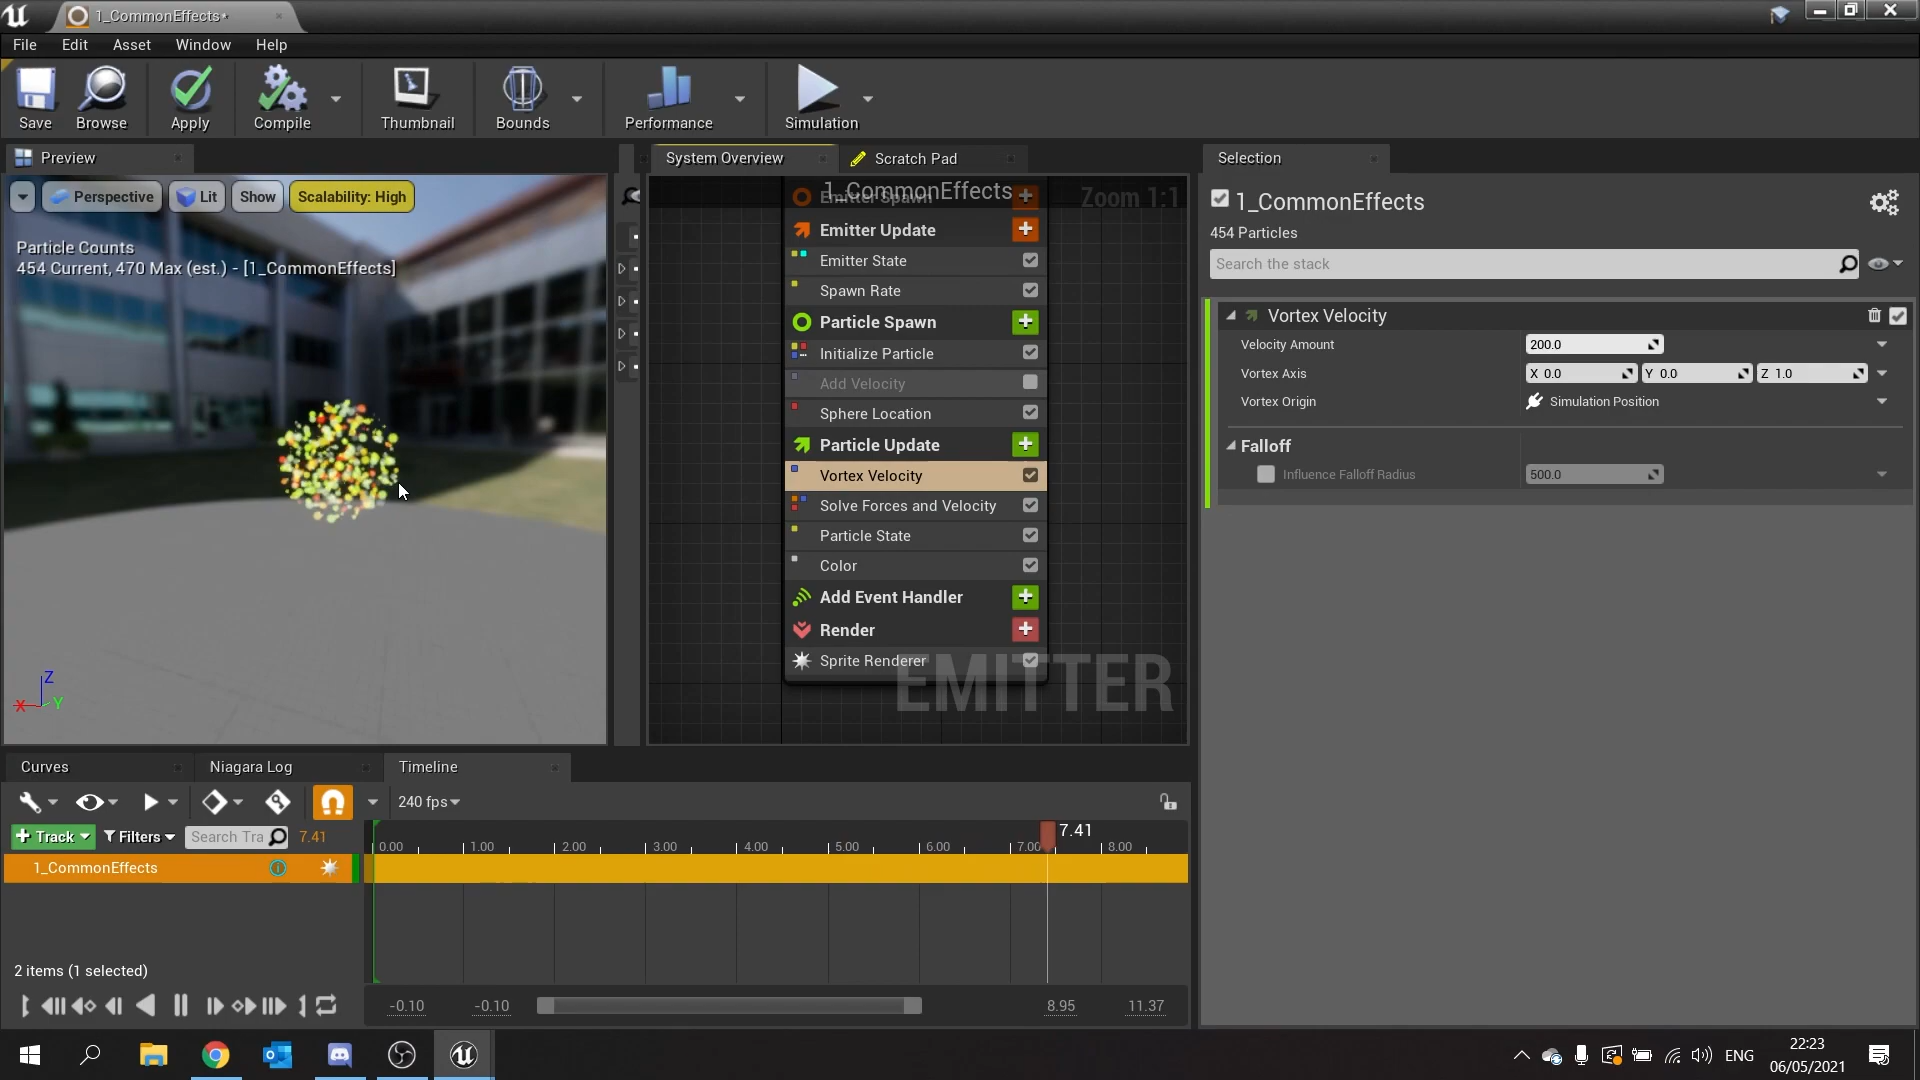 1_CommonEffects*
File Edit Asset Window Help
Save Browse Apply Compile Thumbnail Bounds Performance Simulation
Preview
System Overview
Scratch Pad
Selection
Perspective Lit Show Scalability: High
Particle Counts
454 Current, 470 Max (est.) - [1_CommonEffects]
1_CommonEffects
Zoom 1:1
Emitter Spawn
Emitter Update
Emitter State
Spawn Rate
Particle Spawn
Initialize Particle
Add Velocity
Sphere Location
Particle Update
Vortex Velocity
Solve Forces and Velocity
Particle State
Color
Add Event Handler
Render
Sprite Renderer
EMITTER
1_CommonEffects
454 Particles
Search the stack
Vortex Velocity
Velocity Amount 200.0
Vortex Axis X 0.0 Y 0.0 Z 1.0
Vortex Origin Simulation Position
Falloff
Influence Falloff Radius 500.0
Z
X Y
Curves Niagara Log Timeline
240 fps
Track Filters Search Tra 7.41
7.41
0.00 1.00 2.00 3.00 4.00 5.00 6.00 7.00 8.00
1_CommonEffects
2 items (1 selected)
-0.10 -0.10 8.95 11.37
ENG
22:23
06/05/2021